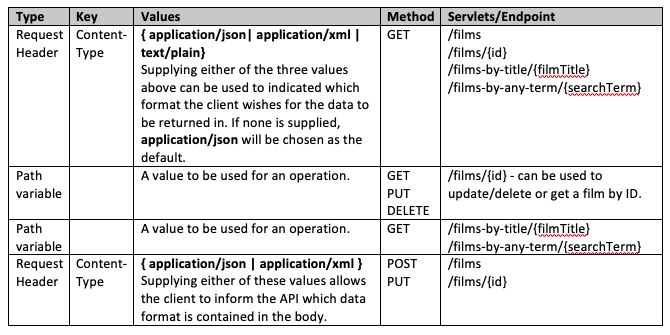 Type Key Values Method Servlets/Endpoint
Request Header Content-Type { application/json| application/xml | GET /films
text/plain} /films/{id}
Supplying either of the three values /films-by-title/{filmTitle}
above can be used to indicated which /films-by-any-term/{searchTerm}
format the client wishes for the data to
be returned in. If none is supplied,
application/json will be chosen as the
default.
Path variable A value to be used for an operation. GET /films/{id} - can be used to
PUT update/delete or get a film by ID.
DELETE
Path variable A value to be used for an operation. GET /films-by-title/{filmTitle}
/films-by-any-term/{searchTerm}
Request Header Content-Type { application/json | application/xml } POST /films
Supplying either of these values allows PUT /films/{id}
the client to inform the API which data
format is contained in the body.